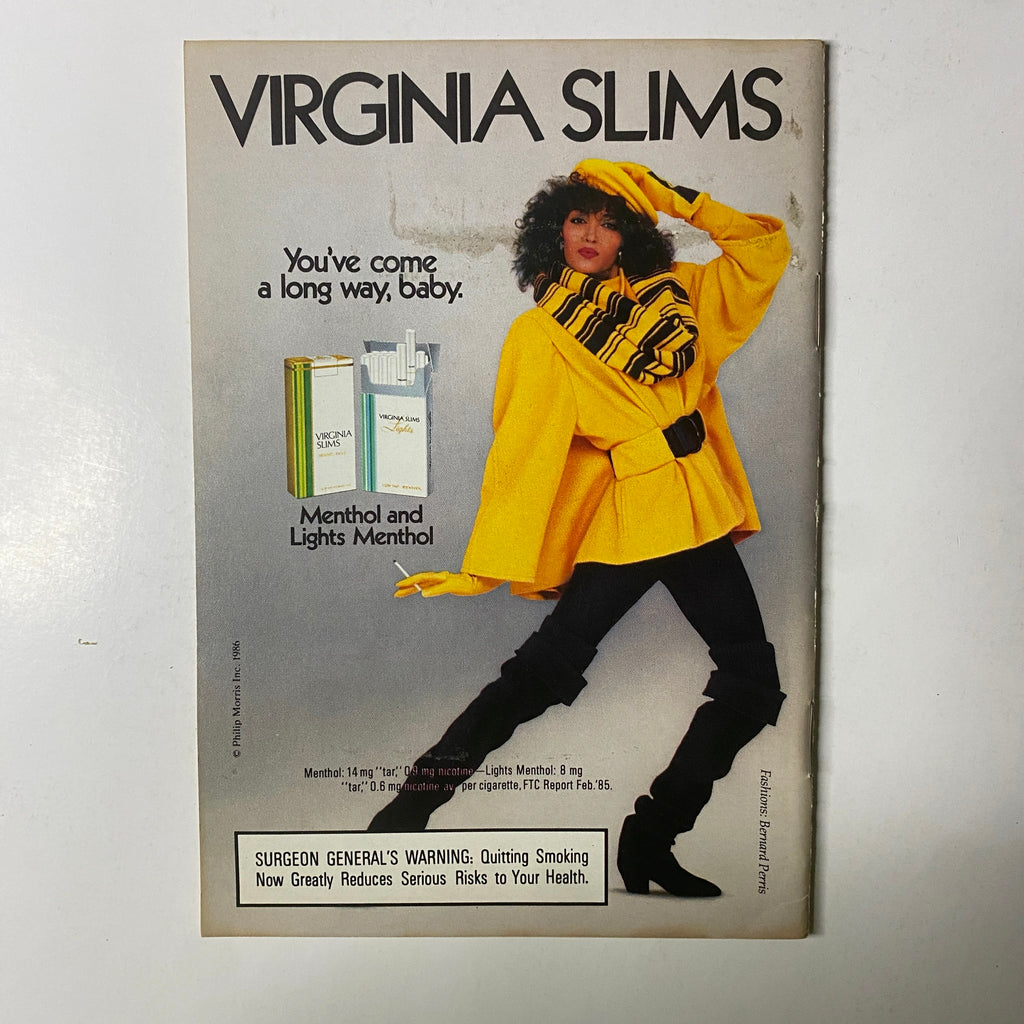 VIRGINIA SLIMS
You've come
a long way, baby.
VIRGINIA
SLIMS
VIRGINIA SLIMS
Lights
Menthol and
Lights Menthol
© Philip Morris Inc. 1986
Menthol: 14 mg "tar," 0.9 mg nicotine—Lights Menthol: 8 mg
"tar," 0.6 mg nicotine av. per cigarette, FTC Report Feb.'85.
Fashions: Bernard Perris
SURGEON GENERAL'S WARNING: Quitting Smoking
Now Greatly Reduces Serious Risks to Your Health.